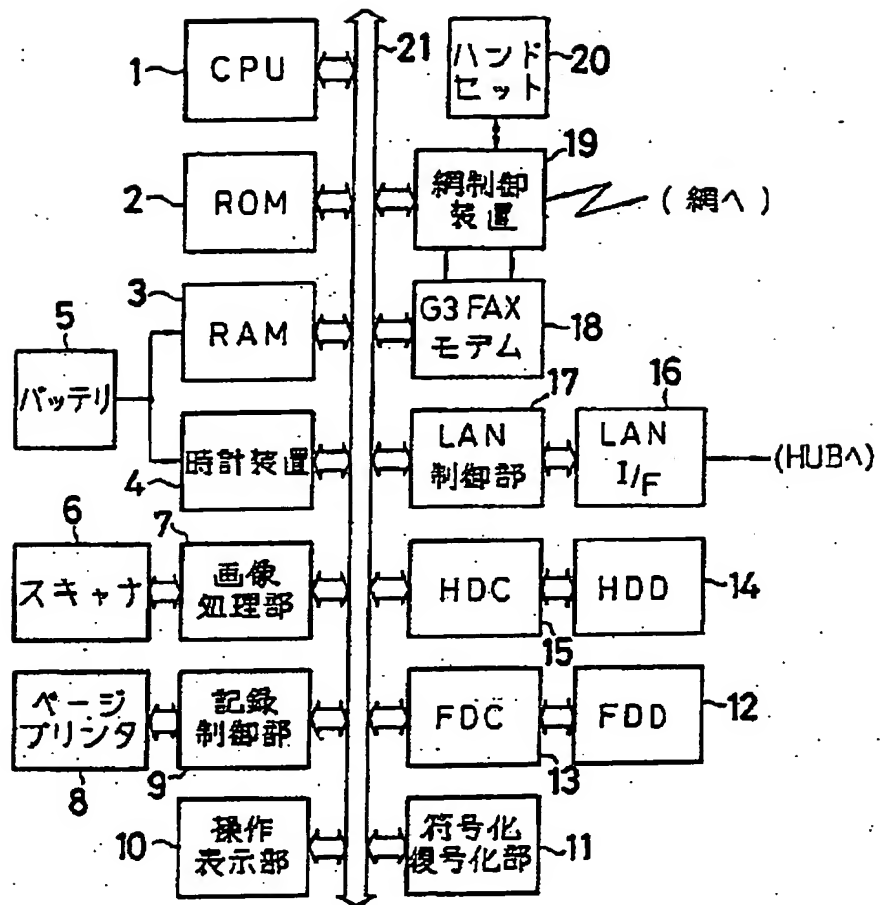 21
1
CPU
ハンド
セット
20
2
ROM
19
網制御
装置
(網へ)
3
RAM
G3 FAX
モデム
18
5
バッテリ
4
時計装置
17
LAN
制御部
16
LAN
I/F
(HUBへ)
6
スキャナ
7
画像
処理部
HDC
15
HDD
14
ページ
プリンタ
8
記録
制御部
9
FDC
13
FDD
12
10
操作
表示部
符号化
復号化部
11